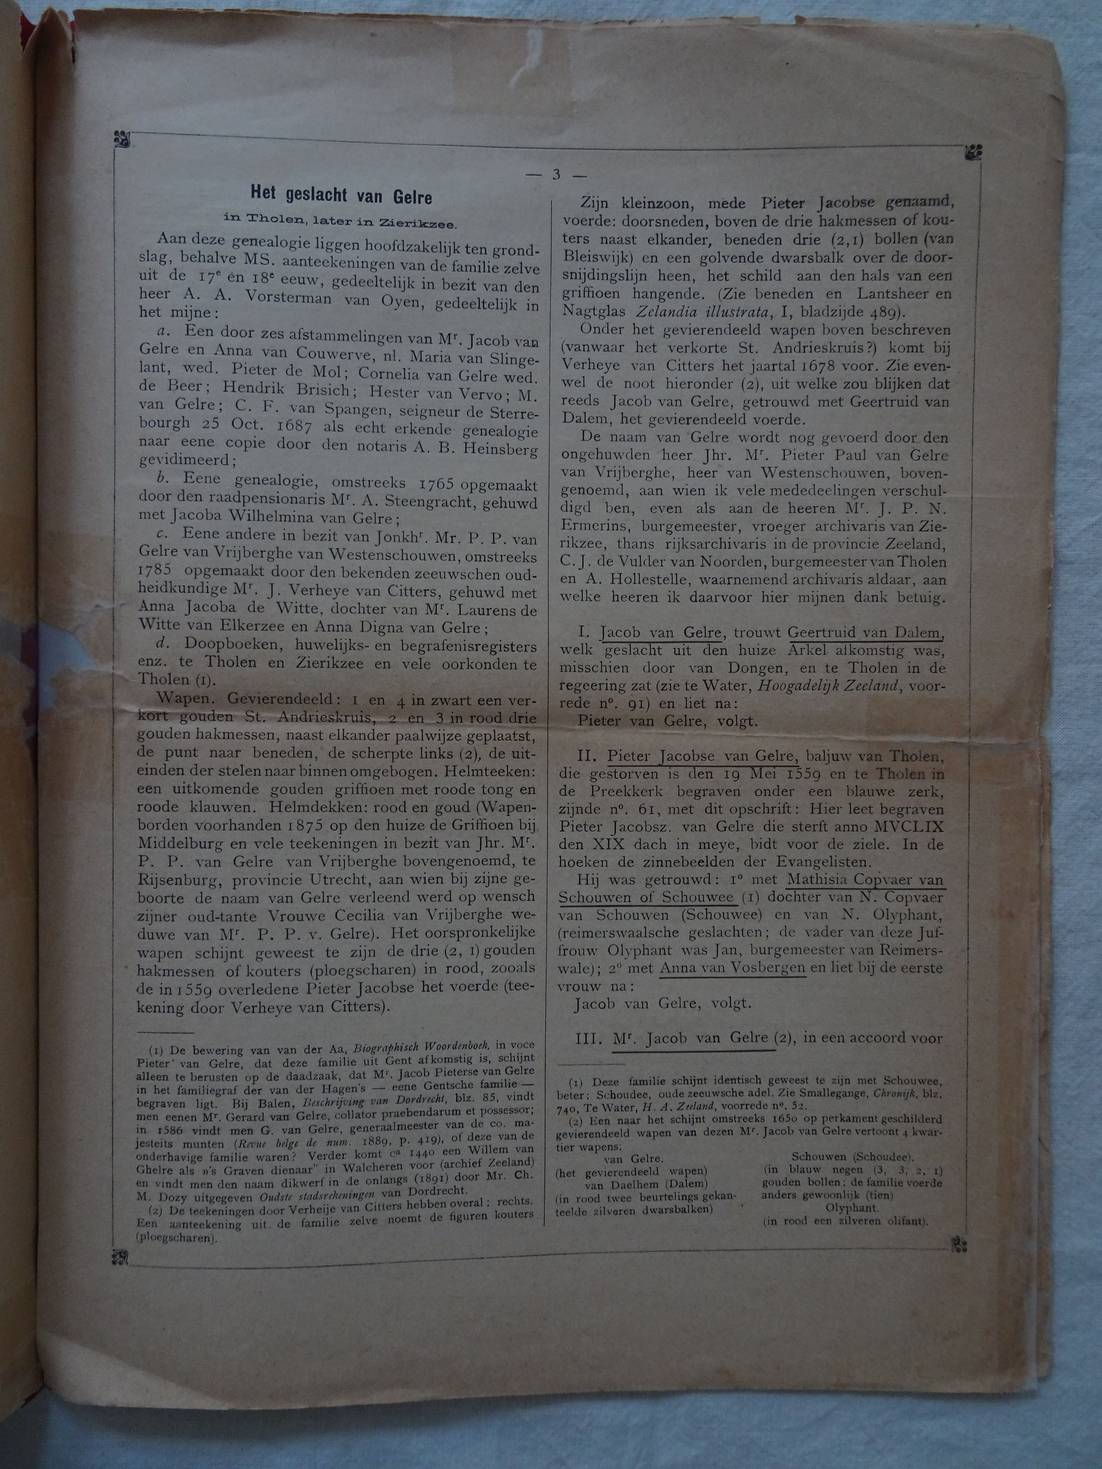 — 3 —
Het geslacht van Gelre
in Tholen, later in Zierikzee.
Aan deze genealogie liggen hoofdzakelijk ten grond-
slag, behalve MS. aanteekeningen van de familie zelve
uit de 17e en 18e eeuw, gedeeltelijk in bezit van den
heer A. A. Vorsterman van Oyen, gedeeltelijk in
het mijne:
a. Een door zes afstammelingen van Mr. Jacob van
Gelre en Anna van Couwerve, nl. Maria van Slinge-
lant, wed. Pieter de Mol; Cornelia van Gelre wed.
de Beer; Hendrik Brisich; Hester van Vervo; M.
van Gelre; C. F. van Spangen, seigneur de Sterre-
bourgh 25 Oct. 1687 als echt erkende genealogie
naar eene copie door den notaris A. B. Heinsberg
gevidimeerd;
b. Eene genealogie, omstreeks 1765 opgemaakt
door den raadpensionaris Mr. A. Steengracht, gehuwd
met Jacoba Wilhelmina van Gelre;
c. Eene andere in bezit van Jonkhr. Mr. P. P. van
Gelre van Vrijberghe van Westenschouwen, omstreeks
1785 opgemaakt door den bekenden zeeuwschen oud-
heidkundige Mr. J. Verheye van Citters, gehuwd met
Anna Jacoba de Witte, dochter van Mr. Laurens de
Witte van Elkerzee en Anna Digna van Gelre;
d. Doopboeken, huwelijks- en begrafenisregisters
enz. te Tholen en Zierikzee en vele oorkonden te
Tholen (1).
Wapen. Gevierendeeld: 1 en 4 in zwart een ver-
kort gouden St. Andrieskruis, 2 en 3 in rood drie
gouden hakmessen, naast elkander paalwijze geplaatst,
de punt naar beneden, de scherpte links (2), de uit-
einden der stelen naar binnen omgebogen. Helmteeken:
een uitkomende gouden griffioen met roode tong en
roode klauwen. Helmdekken: rood en goud (Wapen-
borden voorhanden 1875 op den huize de Griffioen bij
Middelburg en vele teekeningen in bezit van Jhr. Mr.
P. P. van Gelre van Vrijberghe bovengenoemd, te
Rijsenburg, provincie Utrecht, aan wien bij zijne ge-
boorte de naam van Gelre verleend werd op wensch
zijner oud-tante Vrouwe Cecilia van Vrijberghe we-
duwe van Mr. P. P. v. Gelre). Het oorspronkelijke
wapen schijnt geweest te zijn de drie (2, 1) gouden
hakmessen of kouters (ploegscharen) in rood, zooals
de in 1559 overledene Pieter Jacobse het voerde (tee-
kening door Verheye van Citters).
(1) De bewering van van der Aa, Biographisch Woordenboek, in voce
Pieter van Gelre, dat deze familie uit Gent afkomstig is, schijnt
alleen te berusten op de daadzaak, dat Mr. Jacob Pieterse van Gelre
in het familiegraf der van der Hagen's — eene Gentsche familie —
begraven ligt. Bij Balen, Beschrijving van Dordrecht, blz. 85, vindt
men eenen Mr. Gerard van Gelre, collator praebendarum et possessor;
in 1586 vindt men G. van Gelre, generaalmeester van de co. ma-
jesteits munten (Revue belge de num. 1889, p. 419), of deze van de
onderhavige familie waren? Verder komt ca 1440 een Willem van
Ghelre als »'s Graven dienaar" in Walcheren voor (archief Zeeland)
en vindt men den naam dikwerf in de onlangs (1891) door Mr. Ch.
M. Dozy uitgegeven Oudste stadsrekeningen van Dordrecht.
(2) De teekeningen door Verheije van Citters hebben overal: rechts.
Een aanteekening uit de familie zelve noemt de figuren kouters
(ploegscharen).
Zijn kleinzoon, mede Pieter Jacobse genaamd,
voerde: doorsneden, boven de drie hakmessen of kou-
ters naast elkander, beneden drie (2,1) bollen (van
Bleiswijk) en een golvende dwarsbalk over de door-
snijdingslijn heen, het schild aan den hals van een
griffioen hangende. (Zie beneden en Lantsheer en
Nagtglas Zelandia illustrata, I, bladzijde 489).
Onder het gevierendeeld wapen boven beschreven
(vanwaar het verkorte St. Andrieskruis?) komt bij
Verheye van Citters het jaartal 1678 voor. Zie even-
wel de noot hieronder (2), uit welke zou blijken dat
reeds Jacob van Gelre, getrouwd met Geertruid van
Dalem, het gevierendeeld voerde.
De naam van Gelre wordt nog gevoerd door den
ongehuwden heer Jhr. Mr. Pieter Paul van Gelre
van Vrijberghe, heer van Westenschouwen, boven-
genoemd, aan wien ik vele mededeelingen verschul-
digd ben, even als aan de heeren Mr. J. P. N.
Ermerins, burgemeester, vroeger archivaris van Zie-
rikzee, thans rijksarchivaris in de provincie Zeeland,
C. J. de Vulder van Noorden, burgemeester van Tholen
en A. Hollestelle, waarnemend archivaris aldaar, aan
welke heeren ik daarvoor hier mijnen dank betuig.
I. Jacob van Gelre, trouwt Geertruid van Dalem,
welk geslacht uit den huize Arkel afkomstig was,
misschien door van Dongen, en te Tholen in de
regeering zat (zie te Water, Hoogadelijk Zeeland, voor-
rede no. 91) en liet na:
Pieter van Gelre, volgt.
II. Pieter Jacobse van Gelre, baljuw van Tholen,
die gestorven is den 19 Mei 1559 en te Tholen in
de Preekkerk begraven onder een blauwe zerk,
zijnde no. 61, met dit opschrift: Hier leet begraven
Pieter Jacobsz. van Gelre die sterft anno MVCLIX
den XIX dach in meye, bidt voor de ziele. In de
hoeken de zinnebeelden der Evangelisten.
Hij was getrouwd: 1o met Mathisia Copvaer van
Schouwen of Schouwee (1) dochter van N. Copvaer
van Schouwen (Schouwee) en van N. Olyphant,
(reimerswaalsche geslachten; de vader van deze Juf-
frouw Olyphant was Jan, burgemeester van Reimers-
wale); 2o met Anna van Vosbergen en liet bij de eerste
vrouw na:
Jacob van Gelre, volgt.
III. Mr. Jacob van Gelre (2), in een accoord voor
(1) Deze familie schijnt identisch geweest te zijn met Schouwee,
beter: Schoudee, oude zeeuwsche adel. Zie Smallegange, Chronijk, blz.
740, Te Water, H. A. Zeeland, voorrede no. 52.
(2) Een naar het schijnt omstreeks 1650 op perkament geschilderd
gevierendeeld wapen van dezen Mr. Jacob van Gelre vertoont 4 kwar-
tier wapens:
van Gelre.
(het gevierendeeld wapen)
van Daelhem (Dalem)
(in rood twee beurtelings gekan-
teelde zilveren dwarsbalken)
Schouwen (Schoudee).
(in blauw negen (3, 3, 2, 1)
gouden bollen; de familie voerde
anders gewoonlijk (tien)
Olyphant.
(in rood een zilveren olifant).